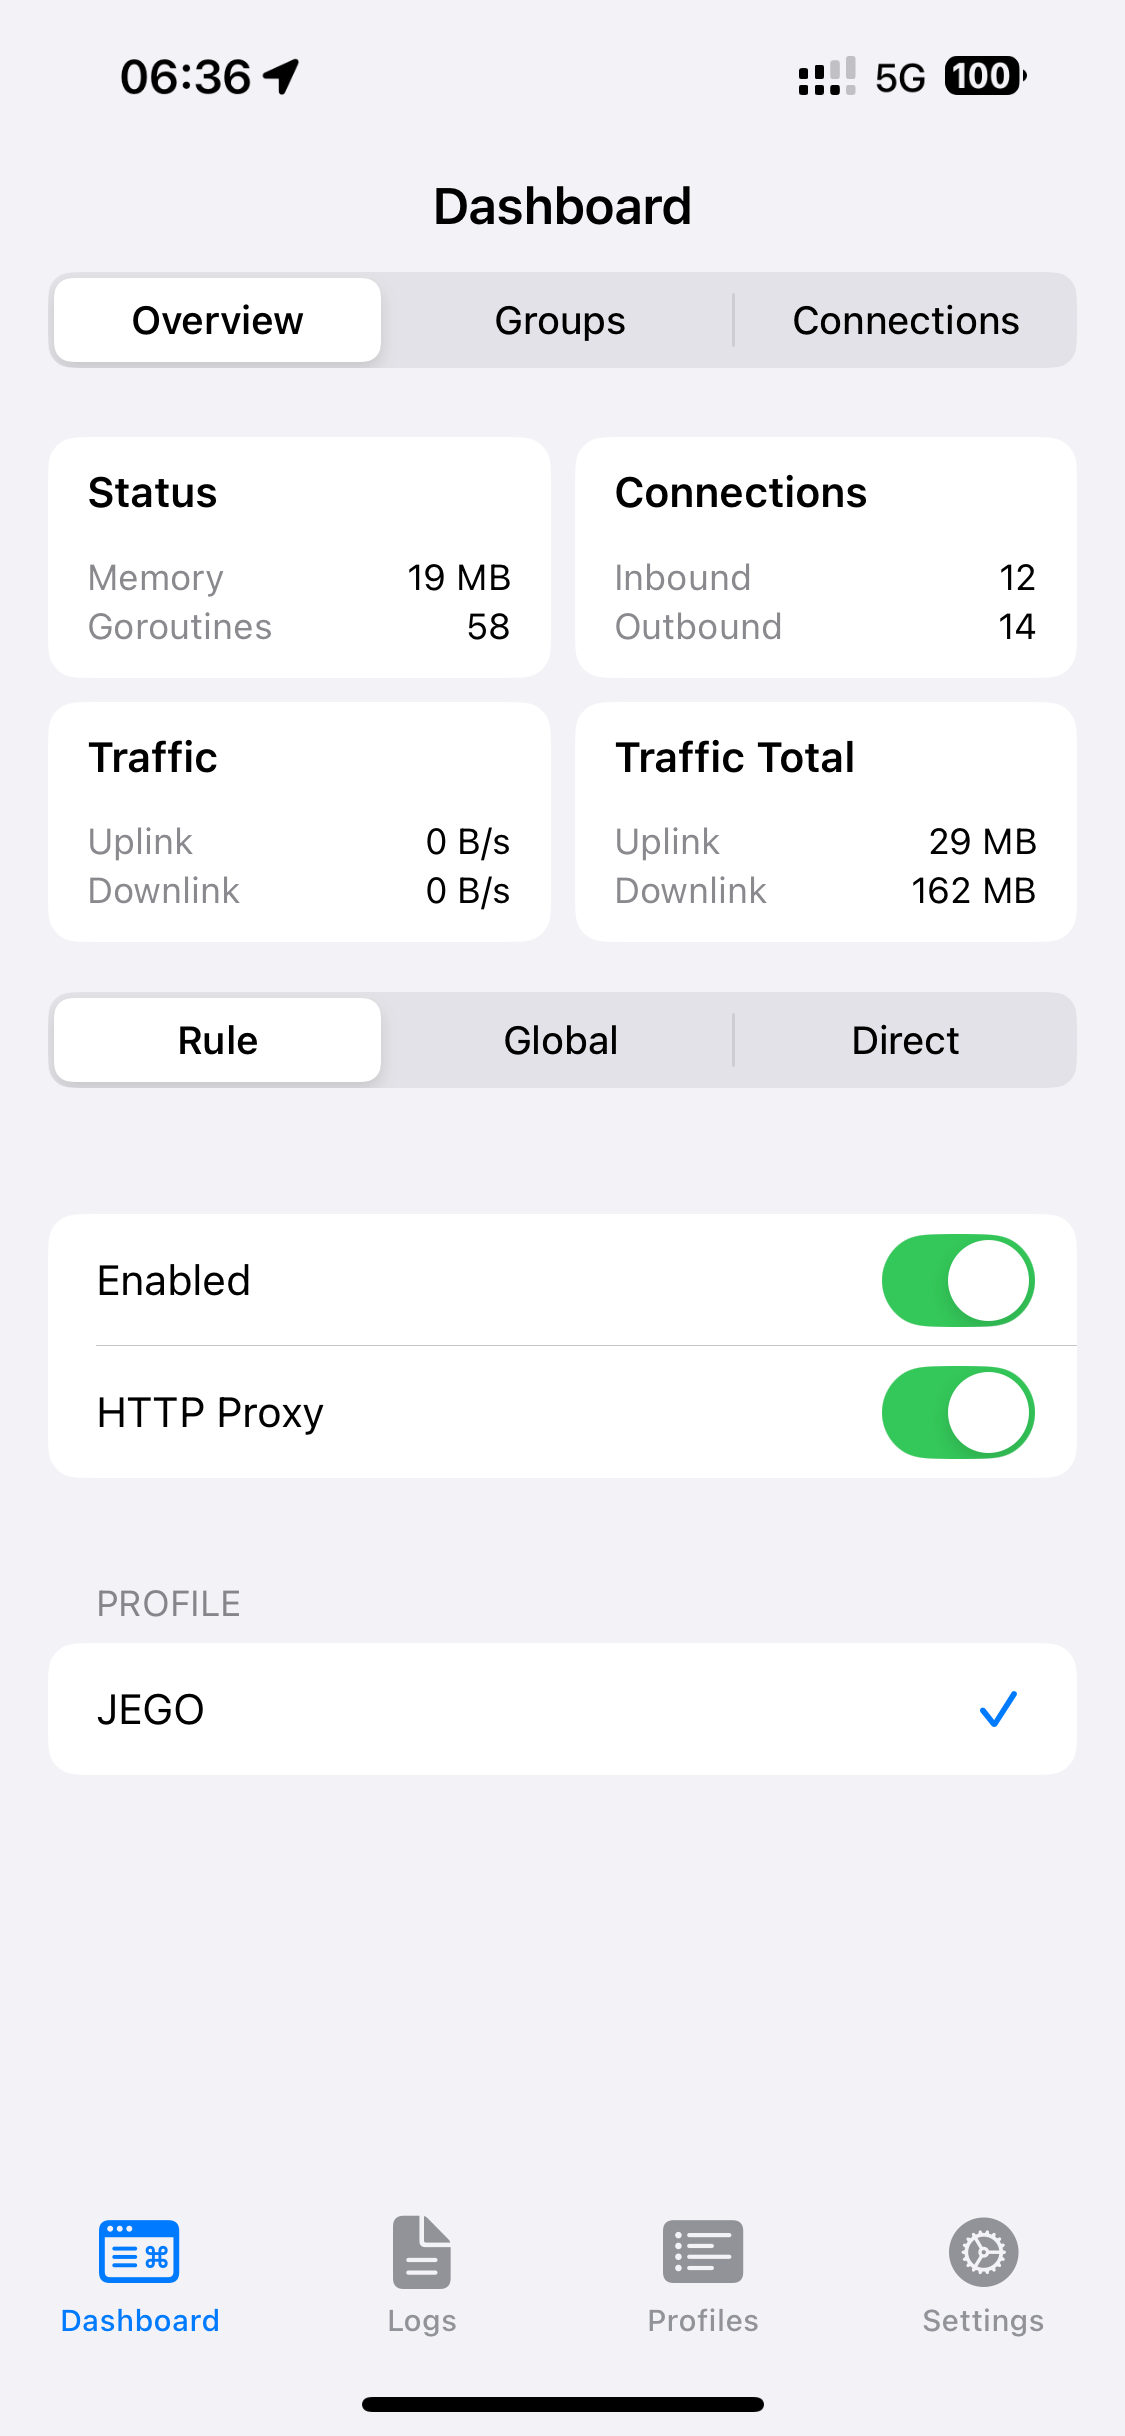 06:36
5G 100
Dashboard
Overview Groups Connections
Status
Memory 19 MB
Goroutines 58
Connections
Inbound 12
Outbound 14
Traffic
Uplink 0 B/s
Downlink 0 B/s
Traffic Total
Uplink 29 MB
Downlink 162 MB
Rule Global Direct
Enabled
HTTP Proxy
PROFILE
JEGO
Dashboard Logs Profiles Settings